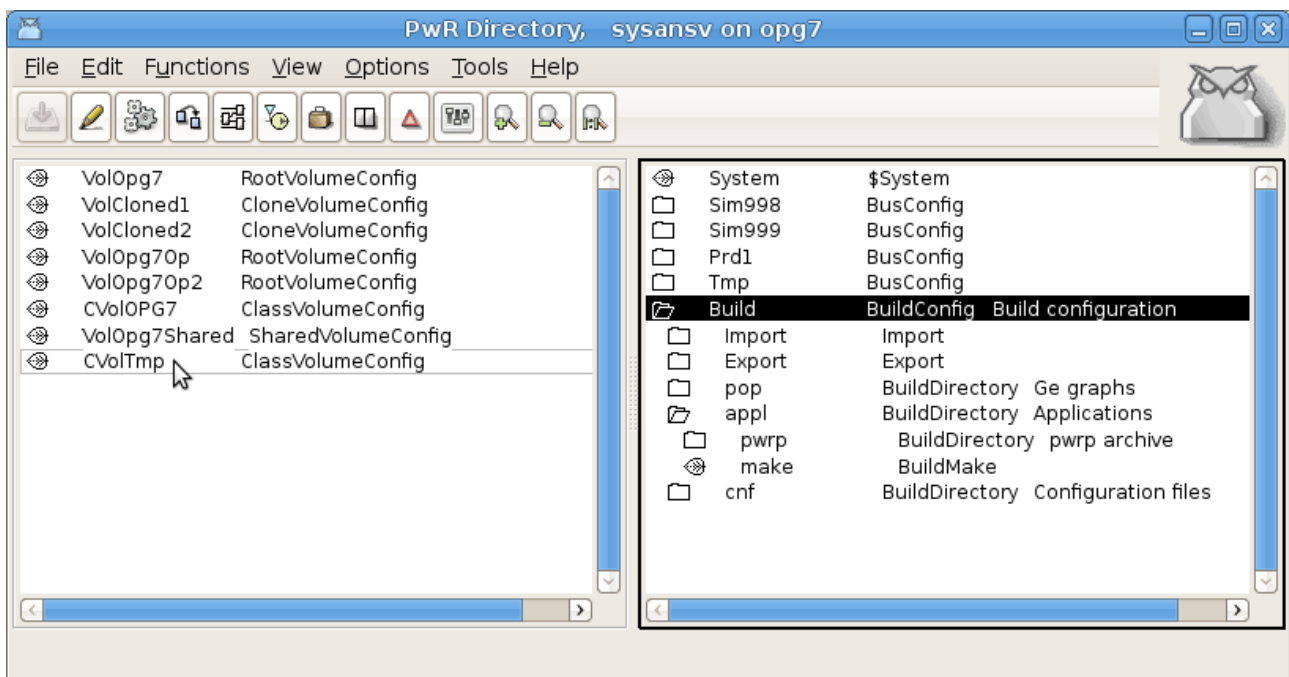 PwR Directory, sysansv on opg7
File Edit Functions View Options Tools Help
VolOpg7 RootVolumeConfig
VolCloned1 CloneVolumeConfig
VolCloned2 CloneVolumeConfig
VolOpg7Op RootVolumeConfig
VolOpg7Op2 RootVolumeConfig
CVolOPG7 ClassVolumeConfig
VolOpg7Shared SharedVolumeConfig
CVolTmp ClassVolumeConfig
System $System
Sim998 BusConfig
Sim999 BusConfig
Prd1 BusConfig
Tmp BusConfig
Build BuildConfig Build configuration
Import Import
Export Export
pop BuildDirectory Ge graphs
appl BuildDirectory Applications
pwrp BuildDirectory pwrp archive
make BuildMake
cnf BuildDirectory Configuration files